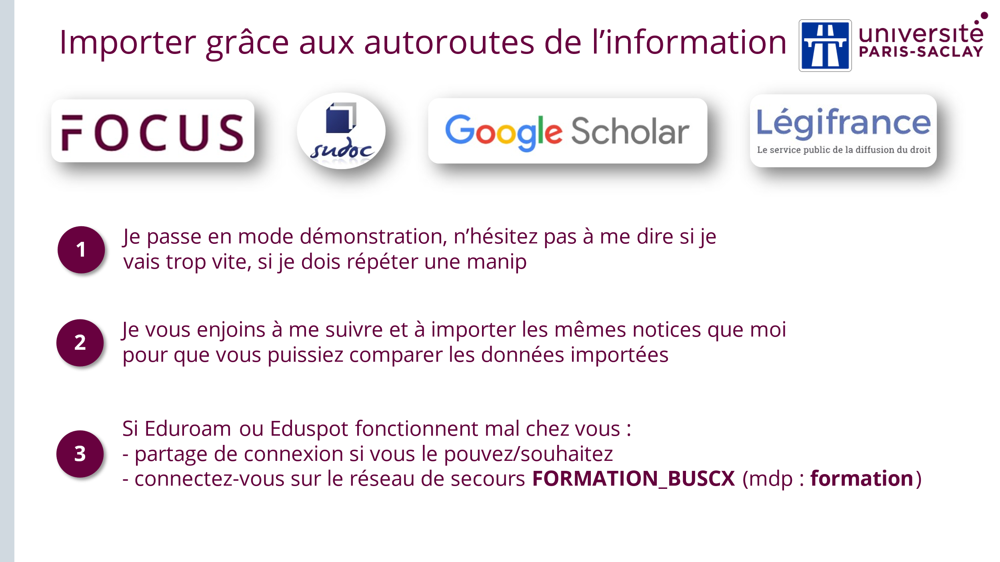 Importer grâce aux autoroutes de l’information
université
PARIS-SACLAY
FOCUS
sudoc
Google Scholar
Légifrance
Le service public de la diffusion du droit
1
Je passe en mode démonstration, n’hésitez pas à me dire si je
vais trop vite, si je dois répéter une manip
2
Je vous enjoins à me suivre et à importer les mêmes notices que moi
pour que vous puissiez comparer les données importées
3
Si Eduroam ou Eduspot fonctionnent mal chez vous :
- partage de connexion si vous le pouvez/souhaitez
- connectez-vous sur le réseau de secours FORMATION_BUSCX (mdp : formation)